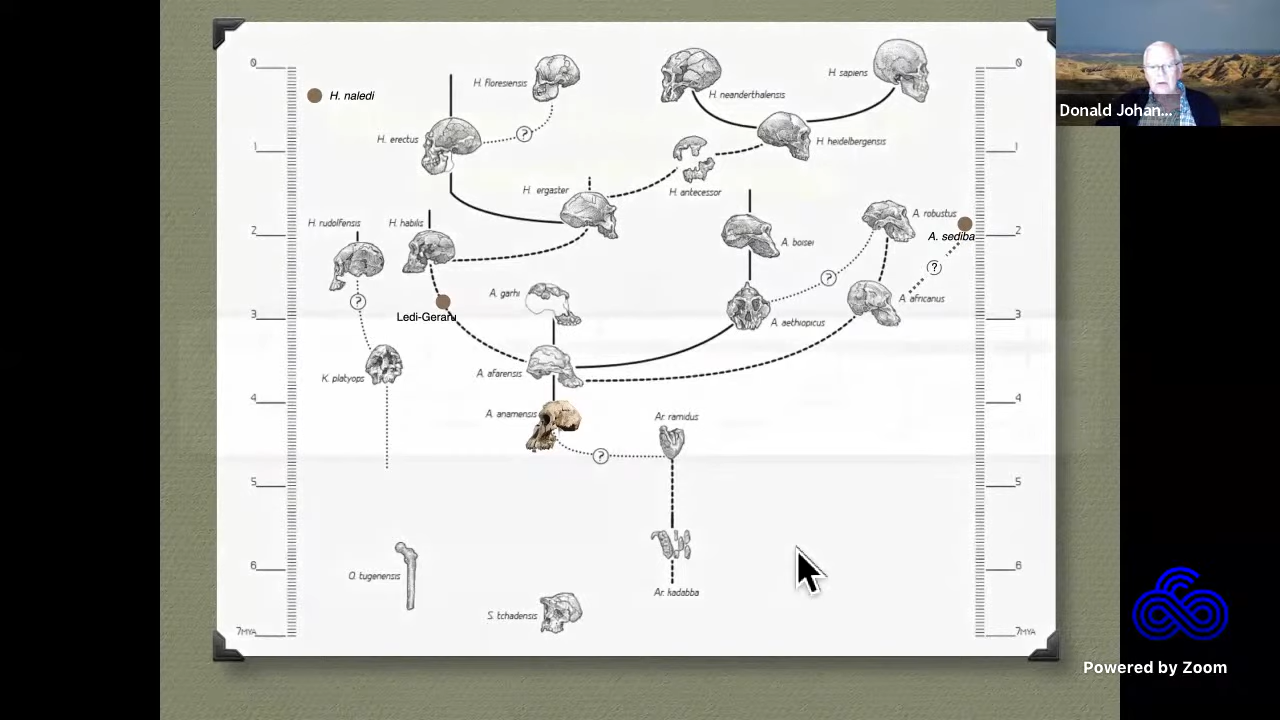 Donald Johan...
0
0
H. naledi
H. floresiensis
H. neanderthalensis
H. sapiens
H. erectus
?
H. heidelbergensis
1
1
H. ergaster
H. antecessor
H. rudolfensis
H. habilis
A. robustus
2
A. boisei
A. sediba
2
?
?
?
A. garhi
A. africanus
Ledi-Geraru
A. aethiopicus
3
3
K. platyops
A. afarensis
4
4
A. anamensis
Ar. ramidus
?
5
5
6
6
O. tugenensis
Ar. kadabba
S. tchadensis
7MYA
7MYA
Powered by Zoom